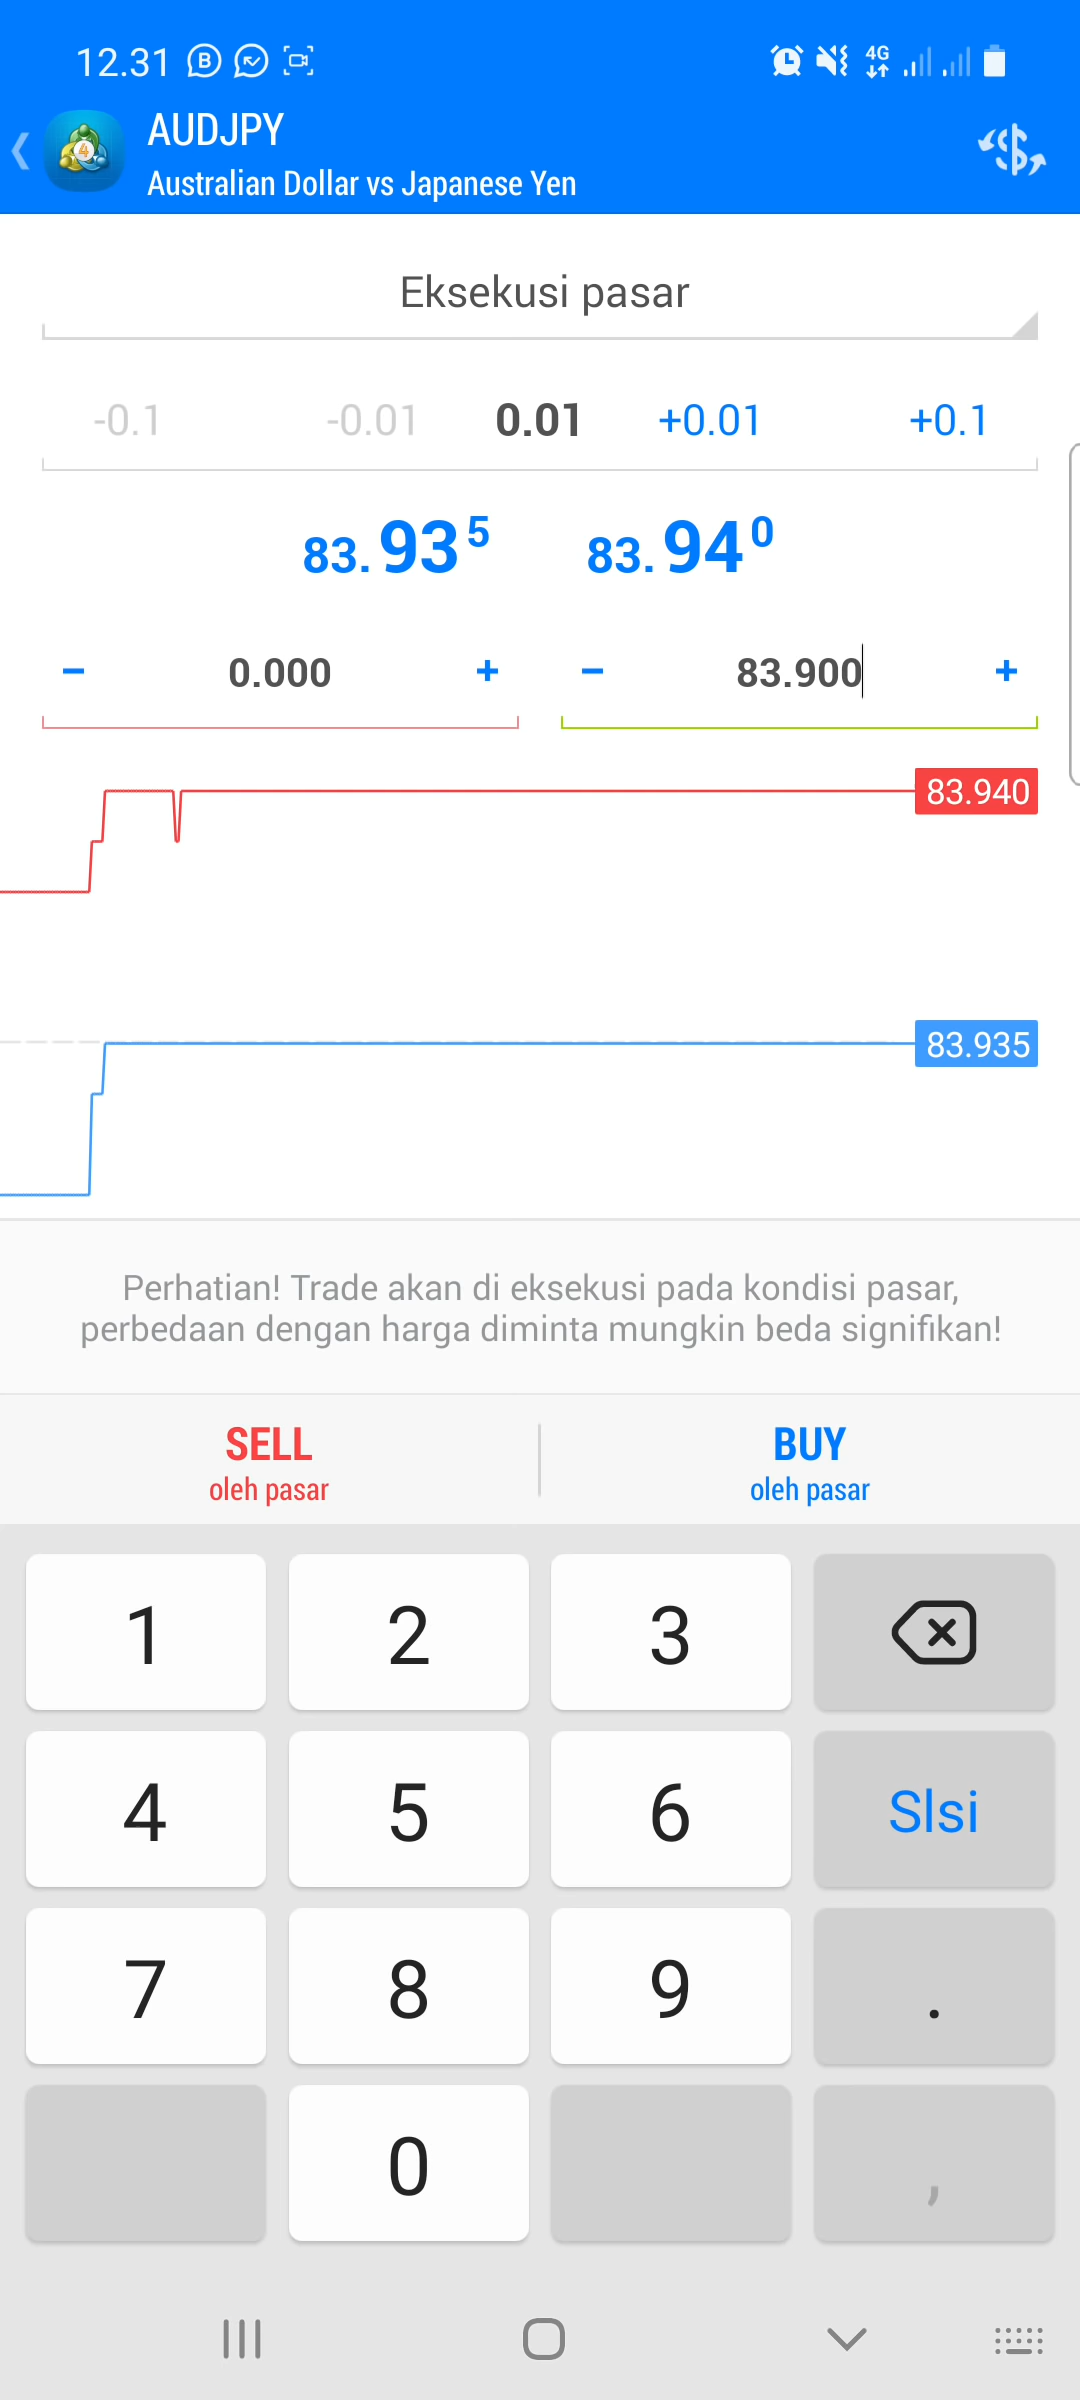 12.31 B 4G
AUDJPY
Australian Dollar vs Japanese Yen
Eksekusi pasar
-0.1 -0.01 0.01 +0.01 +0.1
83.935 83.940
− 0.000 + − 83.900 +
83.940
83.935
Perhatian! Trade akan di eksekusi pada kondisi pasar,
perbedaan dengan harga diminta mungkin beda signifikan!
SELL BUY
oleh pasar oleh pasar
1 2 3
4 5 6 Slsi
7 8 9 .
0 ,